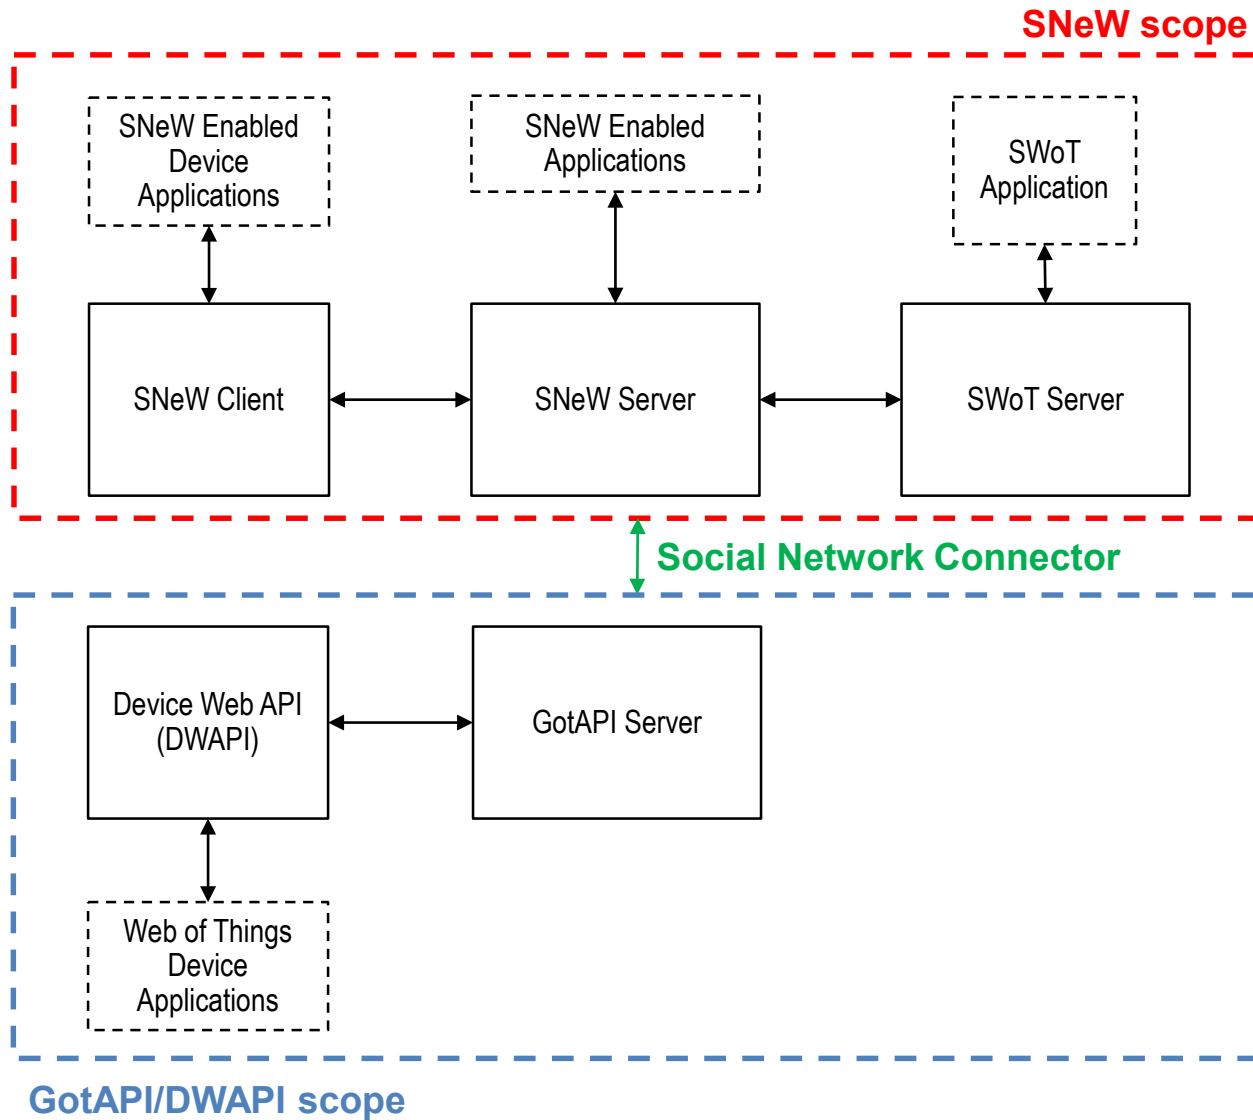 SNeW scope
SNeW Enabled
Device
Applications
SNeW Enabled
Applications
SWoT
Application
SNeW Client
SNeW Server
SWoT Server
Social Network Connector
Device Web API
(DWAPI)
GotAPI Server
Web of Things
Device
Applications
GotAPI/DWAPI scope